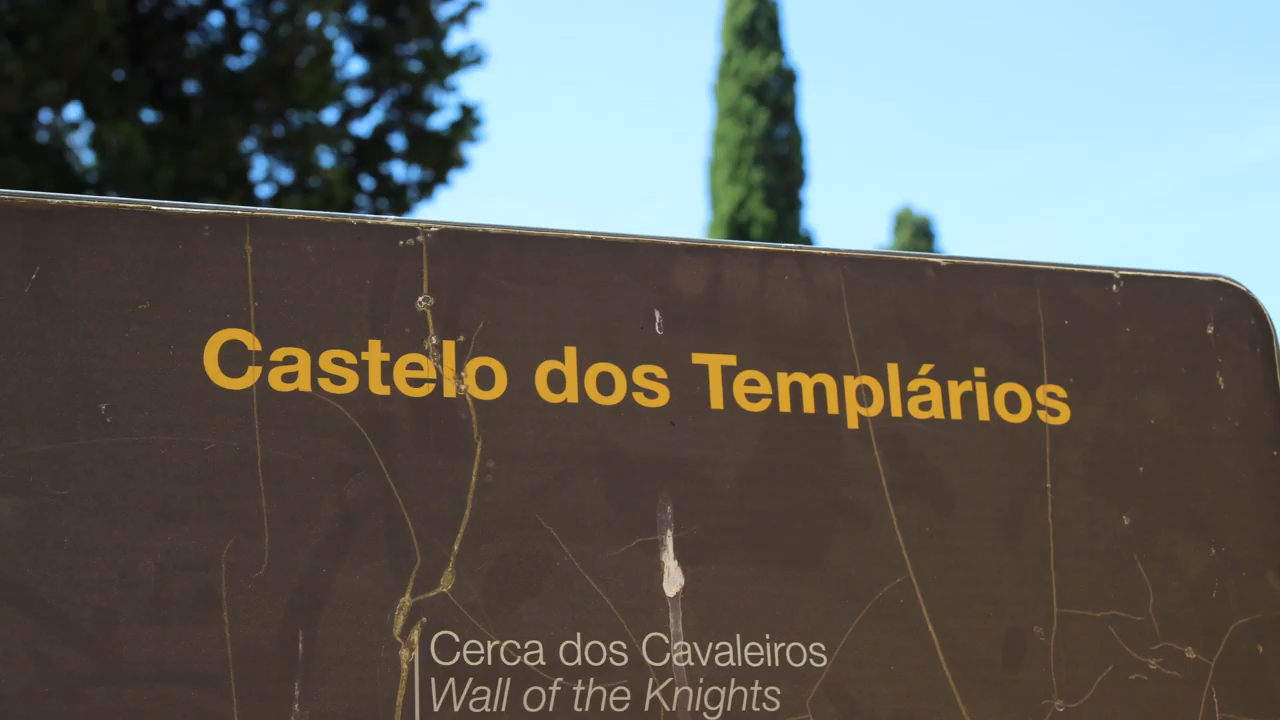 Castelo dos Templários
Cerca dos Cavaleiros
Wall of the Knights